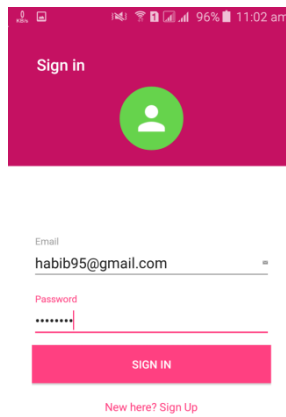 96% 11:02 am
Sign in
Email
habib95@gmail.com
Password
••••••••
SIGN IN
New here? Sign Up